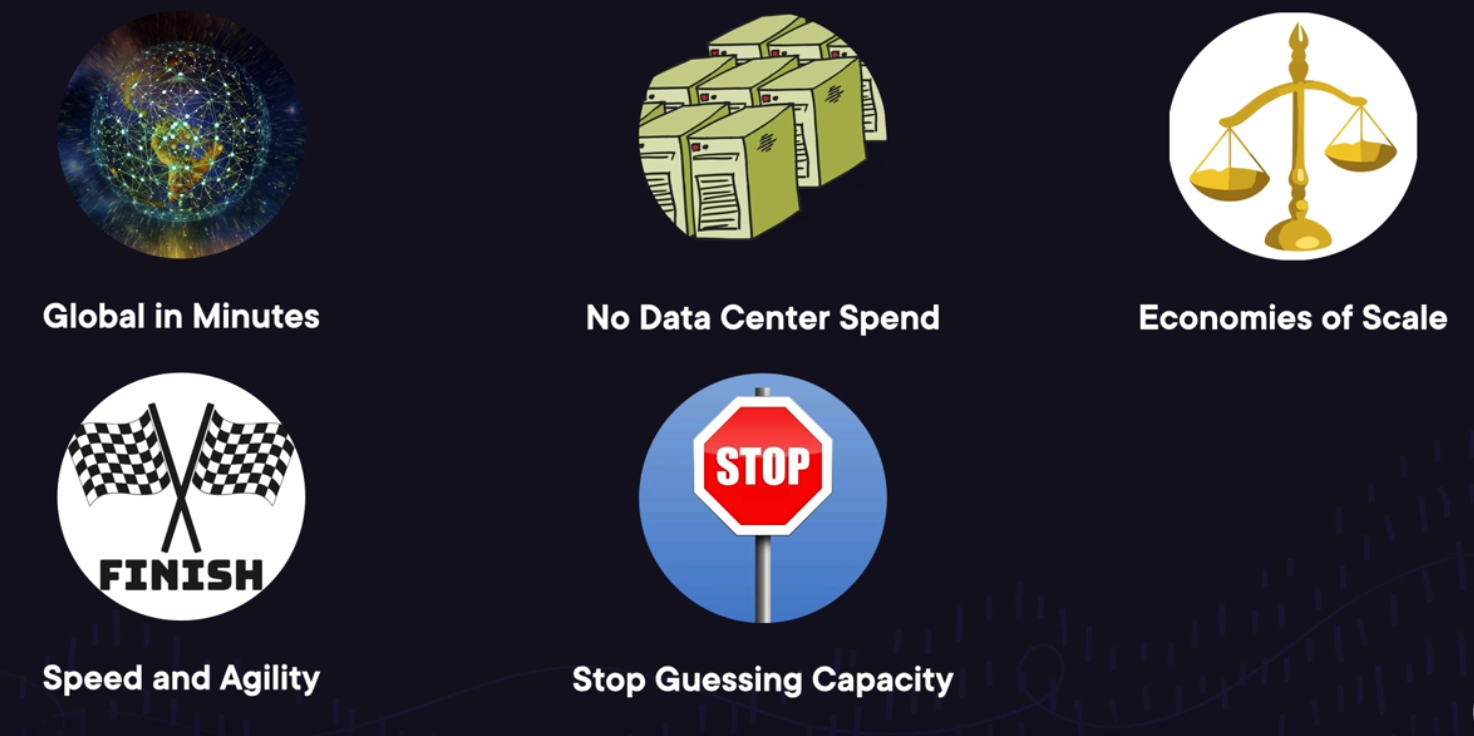 Global in Minutes
No Data Center Spend
Economies of Scale
FINISH
STOP
Speed and Agility
Stop Guessing Capacity